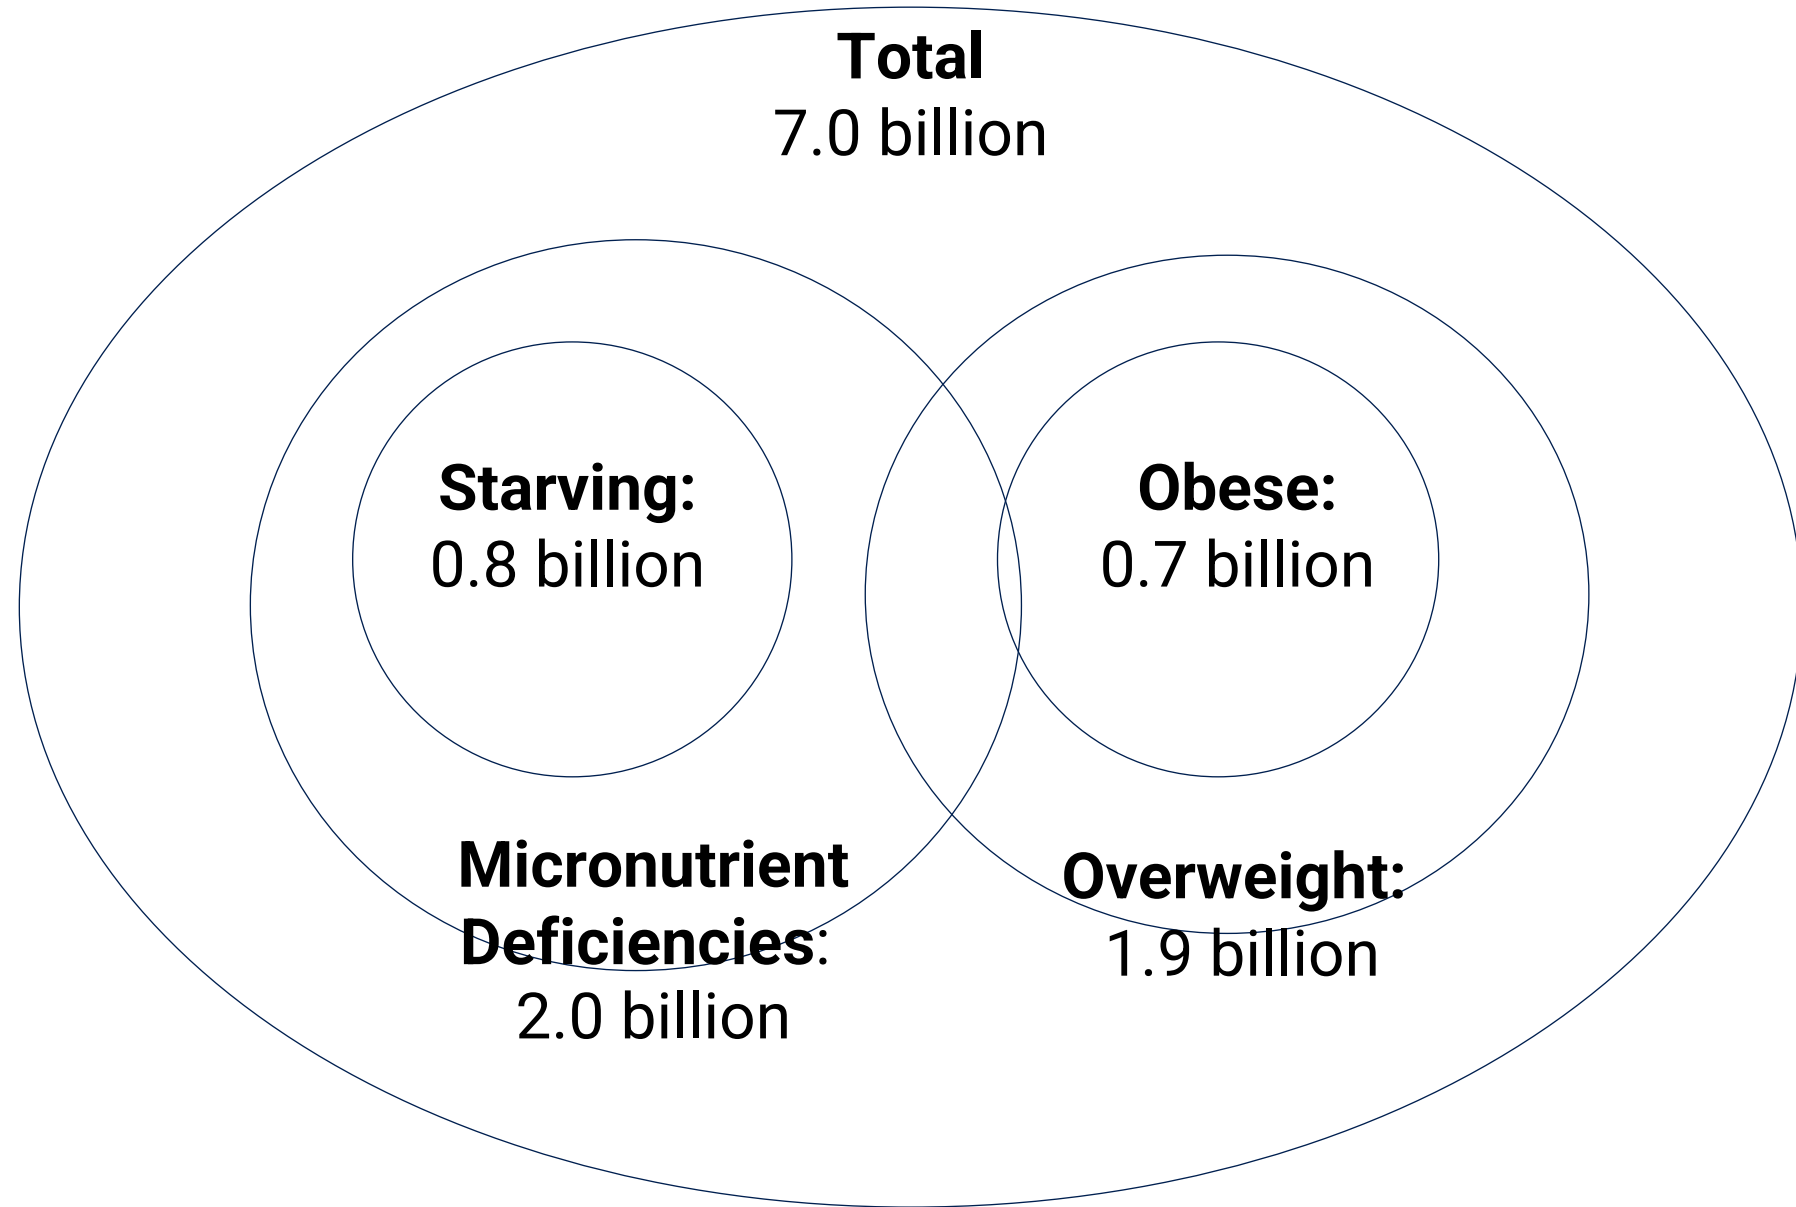 Total
7.0 billion
Starving:
0.8 billion
Obese:
0.7 billion
Micronutrient
Deficiencies:
2.0 billion
Overweight:
1.9 billion